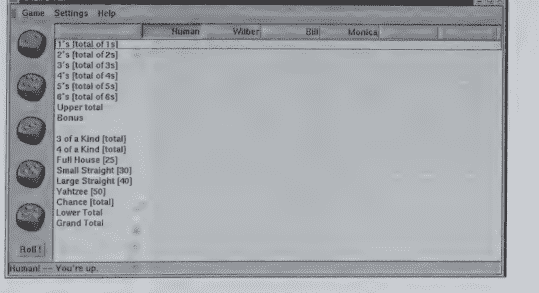 Game Settings Help
Human Wilber Bill Monica
1's [total of 1s]
2's [total of 2s]
3's [total of 3s]
4's [total of 4s]
5's [total of 5s]
6's [total of 6s]
Upper total
Bonus
3 of a Kind [total]
4 of a Kind [total]
Full House [25]
Small Straight [30]
Large Straight [40]
Yahtzee [50]
Chance [total]
Lower Total
Grand Total
Roll!
Human! -- You're up.